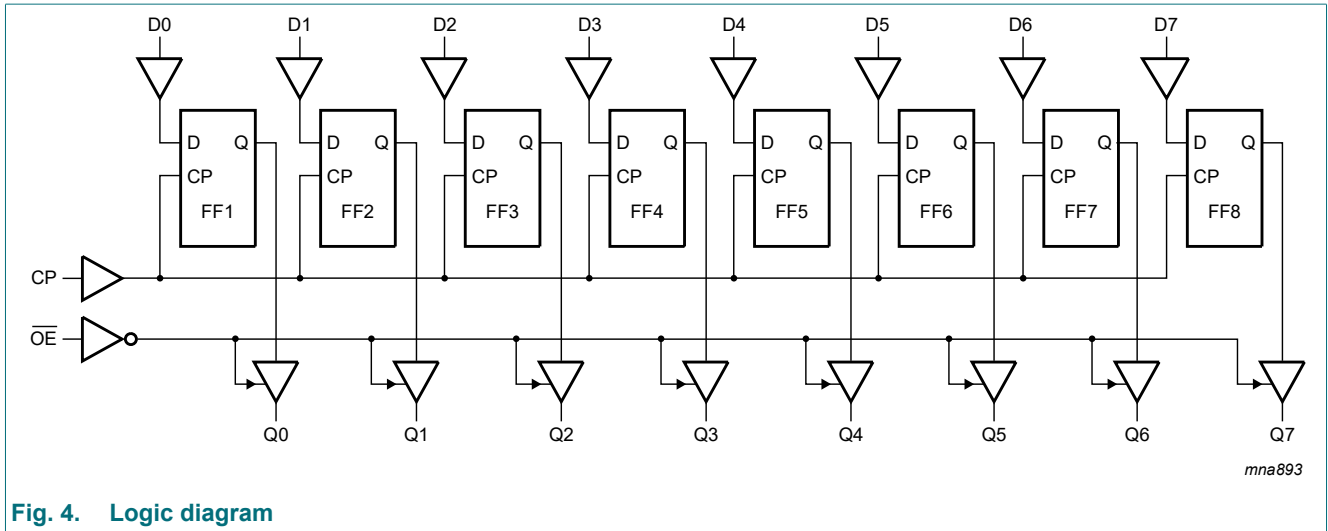 D0 D1 D2 D3 D4 D5 D6 D7
D Q D Q D Q D Q D Q D Q D Q D Q
CP CP CP CP CP CP CP CP
FF1 FF2 FF3 FF4 FF5 FF6 FF7 FF8
CP
O̅E̅
Q0 Q1 Q2 Q3 Q4 Q5 Q6 Q7
mna893
Fig. 4. Logic diagram